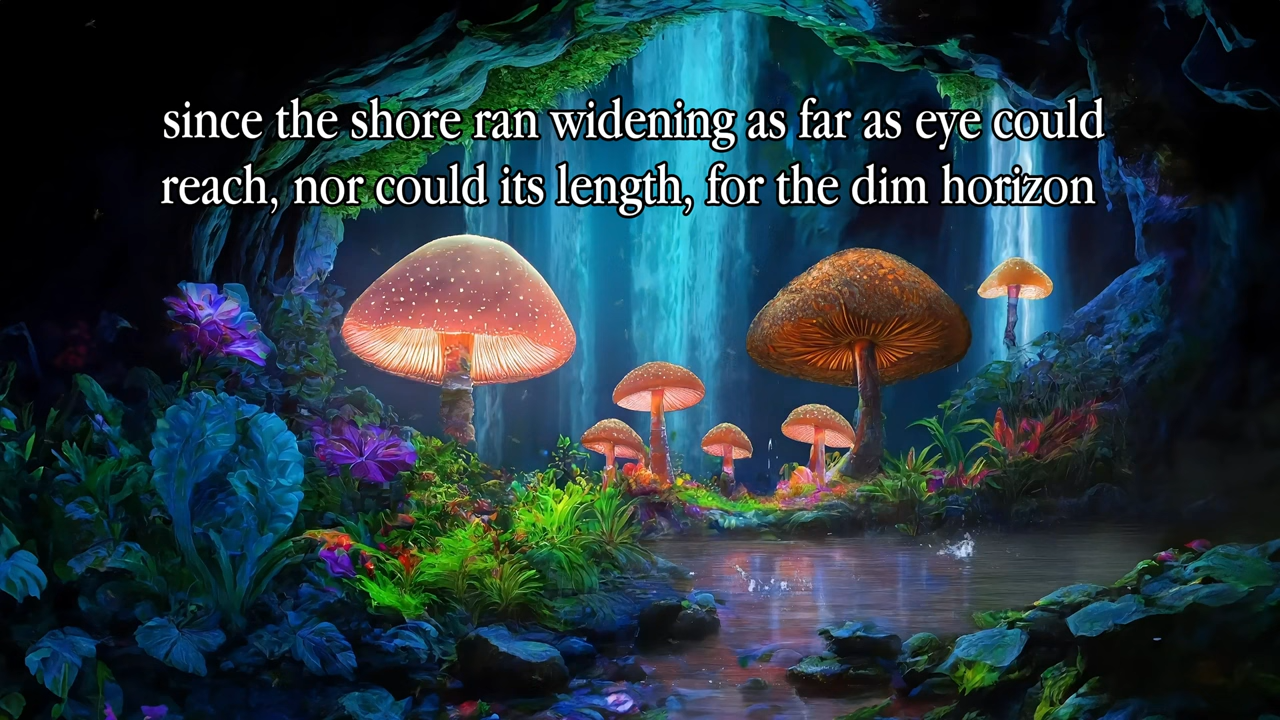 since the shore ran widening as far as eye could
reach, nor could its length, for the dim horizon